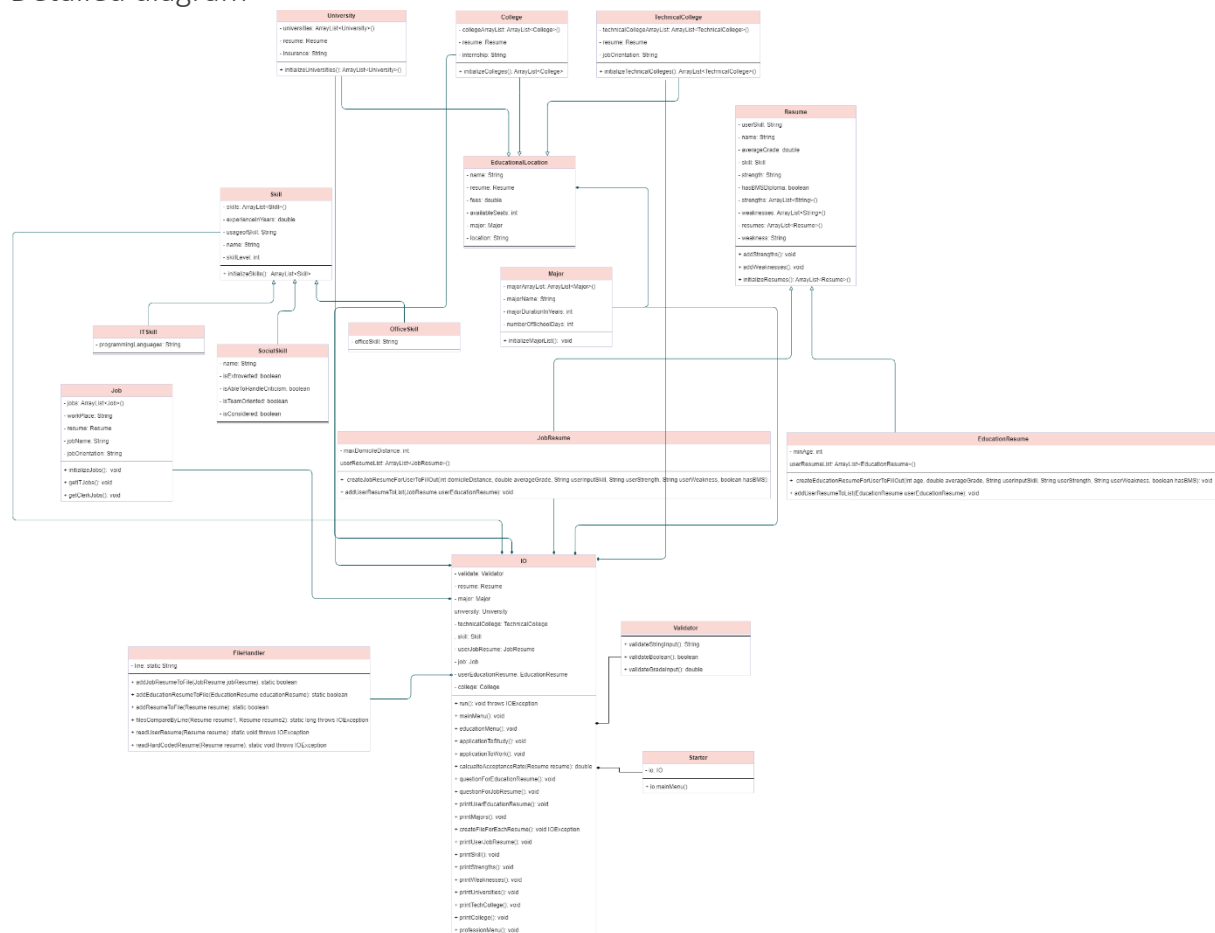 Detailed diagram
University
- universities: ArrayList<University>()
- resume: Resume
- insurance: String
+ initializeUniversities(): ArrayList<University>()
College
- collegeArrayList: ArrayList<College>()
- resume: Resume
- internship: String
+ initializeColleges(): ArrayList<College>
TechnicalCollege
- technicalCollegeArrayList: ArrayList<TechnicalCollege>()
- resume: Resume
- jobOrientation: String
+ initializeTechnicalColleges(): ArrayList<TechnicalCollege>()
Resume
- userSkill: String
- name: String
- averageGrade: double
- skill: Skill
- strength: String
- hasBMSDiploma: boolean
- strengths: ArrayList<String>()
- weaknesses: ArrayList<String>()
- resumes: ArrayList<Resume>()
- weakness: String
+ addStrengths(): void
+ addWeaknesses(): void
+ initializeResumes(): ArrayList<Resume>()
EducationalLocation
- name: String
- resume: Resume
- fees: double
- availableSeats: int
- major: Major
- location: String
Skill
- skills: ArrayList<Skill>()
- experienceInYears: double
- usageofSkill: String
- name: String
- skillLevel: int
+ initializeSkills(): ArrayList<Skill>
Major
- majorArrayList: ArrayList<Major>()
- majorName: String
- majorDurationInYears: int
- numberOfSchoolDays: int
+ initializeMajorList(): void
ITSkill
- programmingLanguages: String
OfficeSkill
- officeSkill: String
SocialSkill
- name: String
- isExtroverted: boolean
- isAbleToHandleCriticism: boolean
- isTeamOriented: boolean
- isConsidered: boolean
Job
- jobs: ArrayList<Job>()
- workPlace: String
- resume: Resume
- jobName: String
- jobOrientation: String
+ initializeJobs(): void
+ getITJobs(): void
+ getClerkJobs(): void
JobResume
- maxDomicileDistance: int
userResumeList: ArrayList<JobResume>()
+ createJobResumeForUserToFillOut(int domicileDistance, double averageGrade, String userInputSkill, String userStrength, String userWeakness, boolean hasBMS)
+ addUserResumeToList(JobResume userEducationResume): void
EducationResume
- minAge: int
userResumeList: ArrayList<EducationResume>()
+ createEducationResumeForUserToFillOut(int age, double averageGrade, String userInputSkill, String userStrength, String userWeakness, boolean hasBMS): void
+ addUserResumeToList(EducationResume userEducationResume): void
IO
- validate: Validator
- resume: Resume
- major: Major
university: University
- technicalCollege: TechnicalCollege
- skill: Skill
- userJobResume: JobResume
- job: Job
- userEducationResume: EducationResume
- college: College
+ run(): void throws IOException
+ mainMenu(): void
+ educationMenu(): void
+ applicationToStudy(): void
+ applicationToWork(): void
+ calcualteAcceptanceRate(Resume resume): double
+ questionForEducationResume(): void
+ questionForJobResume(): void
+ printUserEducationResume(): void
+ printMajors(): void
+ createFileForEachResume(): void IOException
+ printUserJobResume(): void
+ printSkill(): void
+ printStrengths(): void
+ printWeaknesses(): void
+ printUniversities(): void
+ printTechCollege(): void
+ printCollege(): void
+ professionMenu(): void
Validator
+ validateStringInput(): String
+ validateBoolean(): boolean
+ validateGradeInput(): double
FileHandler
- line: static String
+ addJobResumeToFile(JobResume jobResume): static boolean
+ addEducationResumeToFile(EducationResume educationResume): static boolean
+ addResumeToFile(Resume resume): static boolean
+ filesCompareByLine(Resume resume1, Resume resume2): static long throws IOException
+ readUserResume(Resume resume): static void throws IOException
+ readHardCodedResume(Resume resume): static void throws IOException
Starter
- io: IO
+ io.mainMenu()